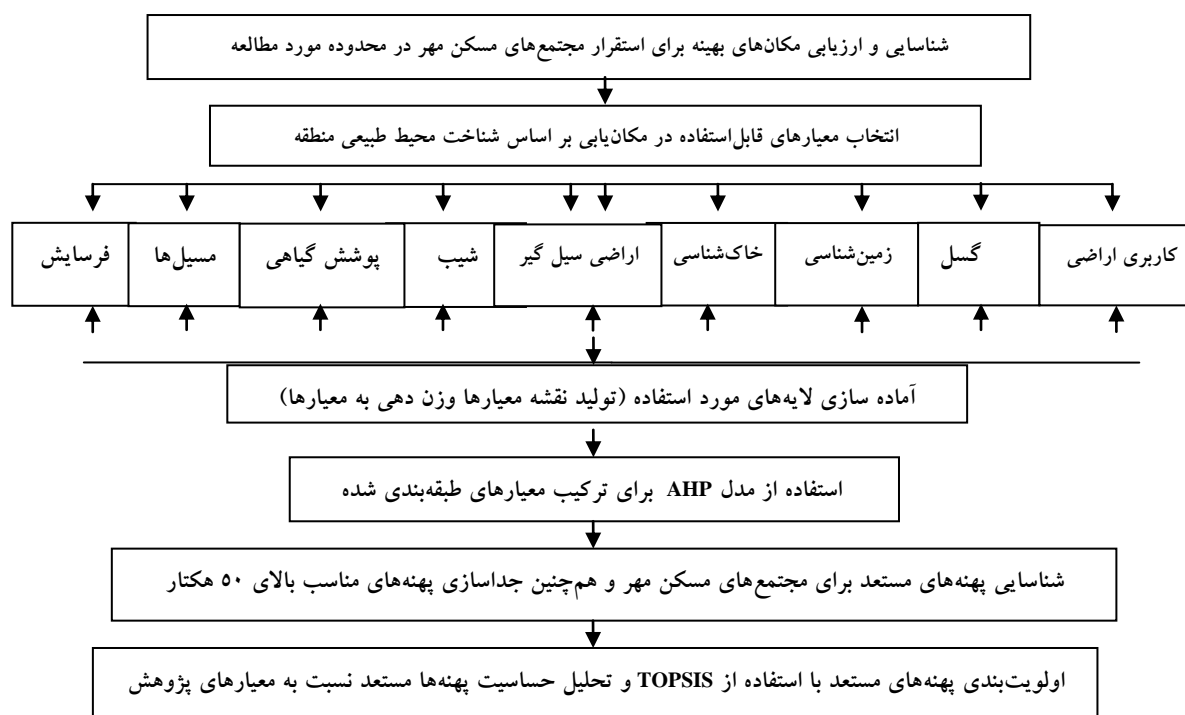 شناسایی و ارزیابی مکان‌های بهینه برای استقرار مجتمع‌های مسکن مهر در محدوده مورد مطالعه
انتخاب معیارهای قابل‌استفاده در مکان‌یابی بر اساس شناخت محیط طبیعی منطقه
کاربری اراضی
گسل
زمین‌شناسی
خاک‌شناسی
اراضی سیل گیر
شیب
پوشش گیاهی
مسیل‌ها
فرسایش
آماده سازی لایه‌های مورد استفاده (تولید نقشه معیارها وزن دهی به معیارها)
استفاده از مدل AHP برای ترکیب معیارهای طبقه‌بندی شده
شناسایی پهنه‌های مستعد برای مجتمع‌های مسکن مهر و هم‌چنین جداسازی پهنه‌های مناسب بالای ٥٠ هکتار
اولویت‌بندی پهنه‌های مستعد با استفاده از TOPSIS و تحلیل حساسیت پهنه‌ها مستعد نسبت به معیارهای پژوهش